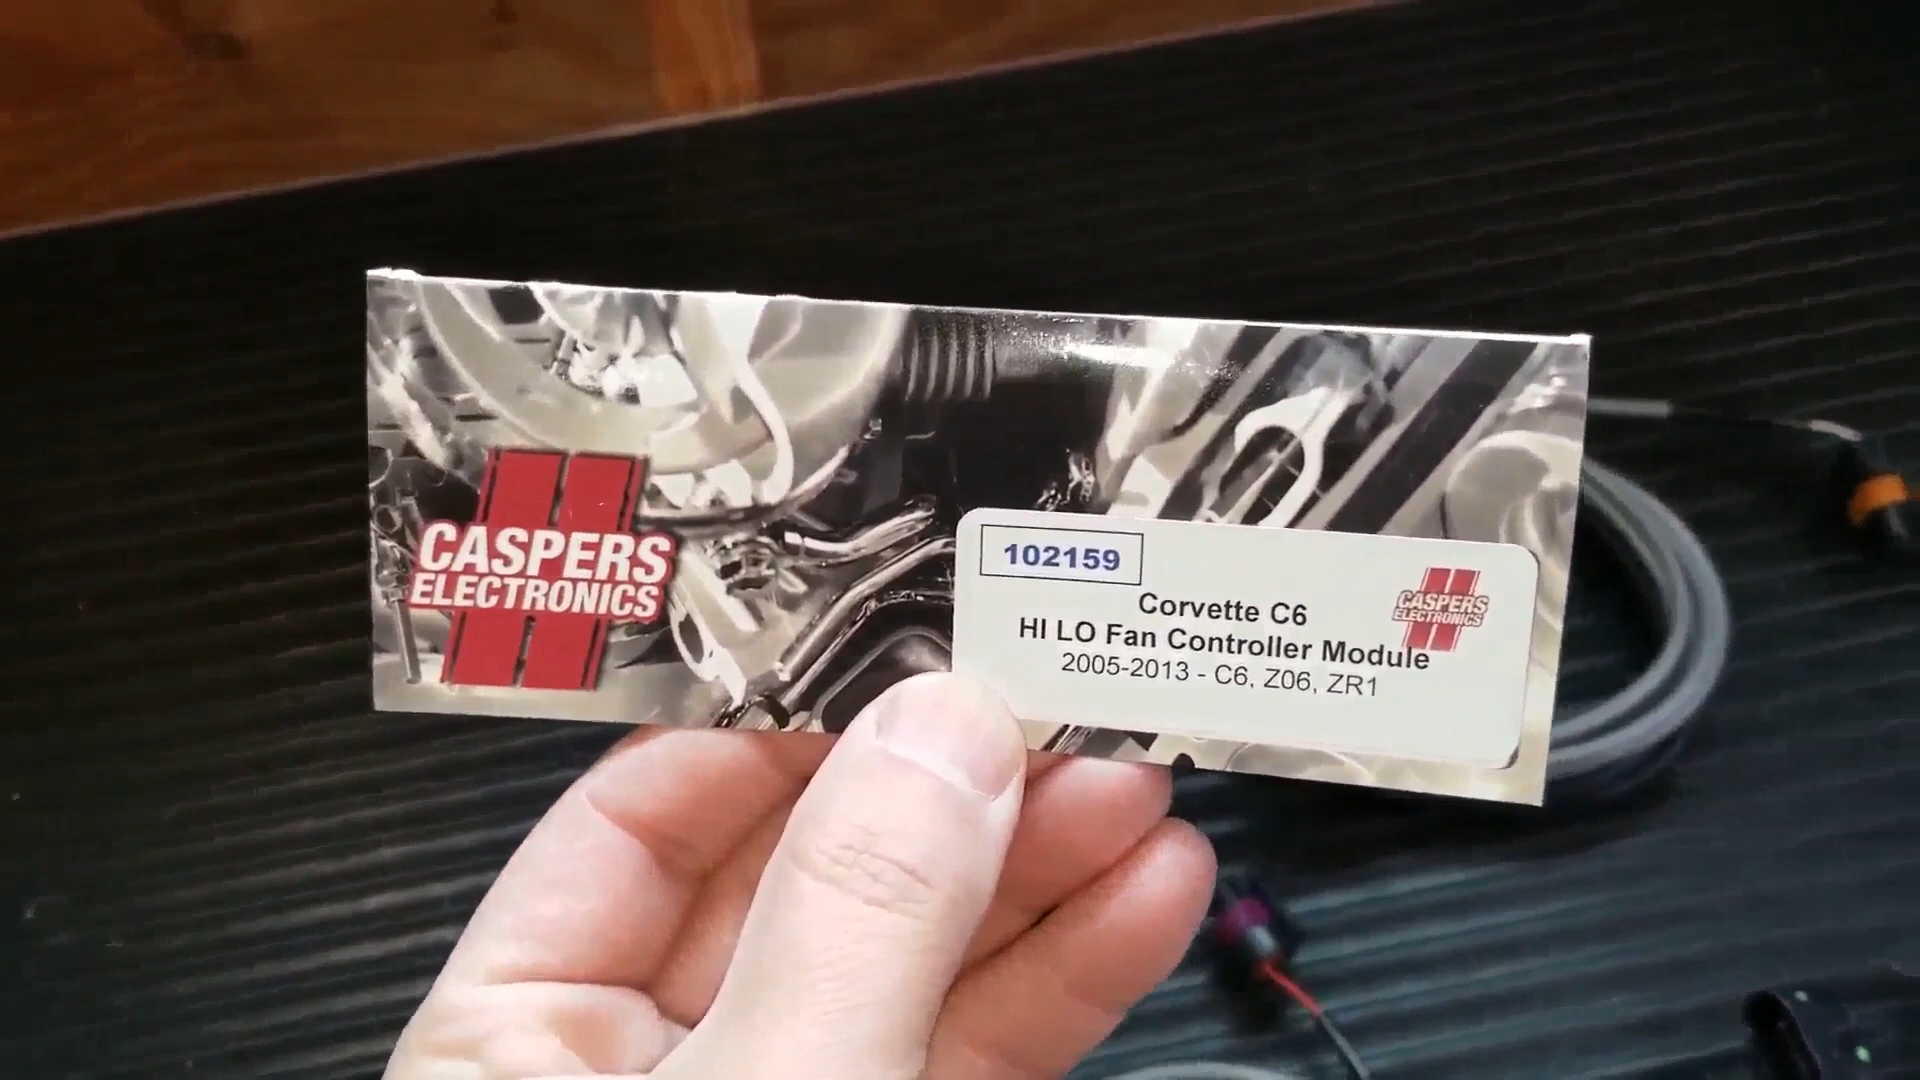 CASPERS
ELECTRONICS
102159
Corvette C6
HI LO Fan Controller Module
2005-2013 - C6, Z06, ZR1
CASPERS
ELECTRONICS